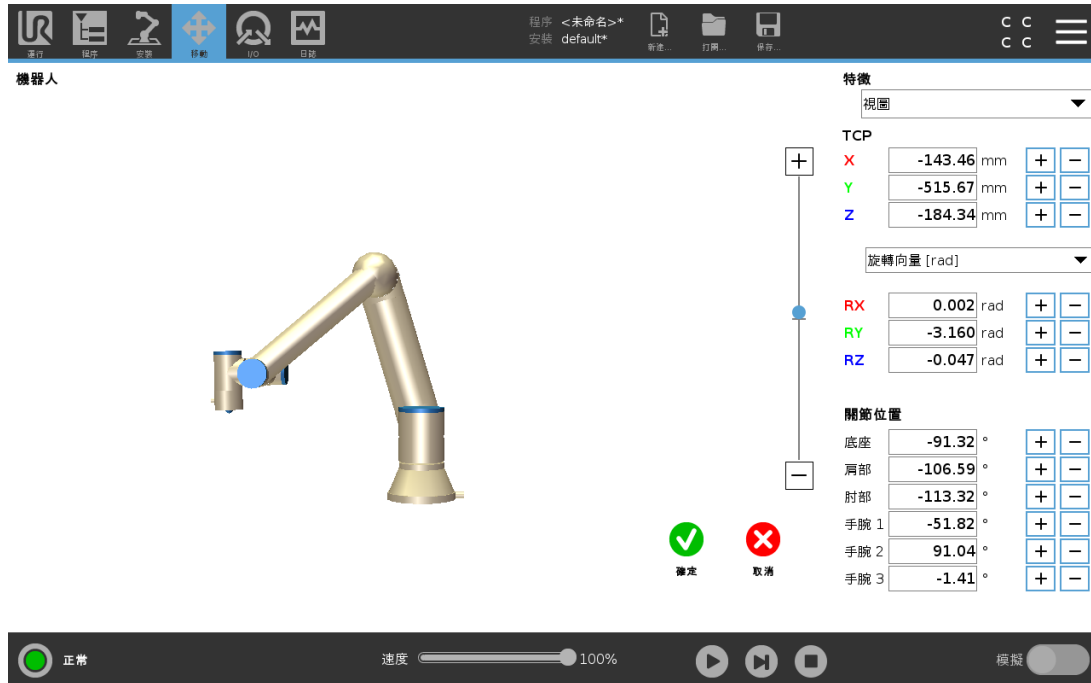 UR
運行
程序
安裝
移動
I/O
日誌
程序 <未命名>*
安裝 default*
新建...
打開...
保存...
C C
C C
機器人
特徵
視圖
TCP
X -143.46 mm + −
Y -515.67 mm + −
Z -184.34 mm + −
旋轉向量 [rad]
RX 0.002 rad + −
RY -3.160 rad + −
RZ -0.047 rad + −
關節位置
底座 -91.32 ° + −
肩部 -106.59 ° + −
肘部 -113.32 ° + −
手腕 1 -51.82 ° + −
手腕 2 91.04 ° + −
手腕 3 -1.41 ° + −
確定
取消
正常
速度 100%
模擬